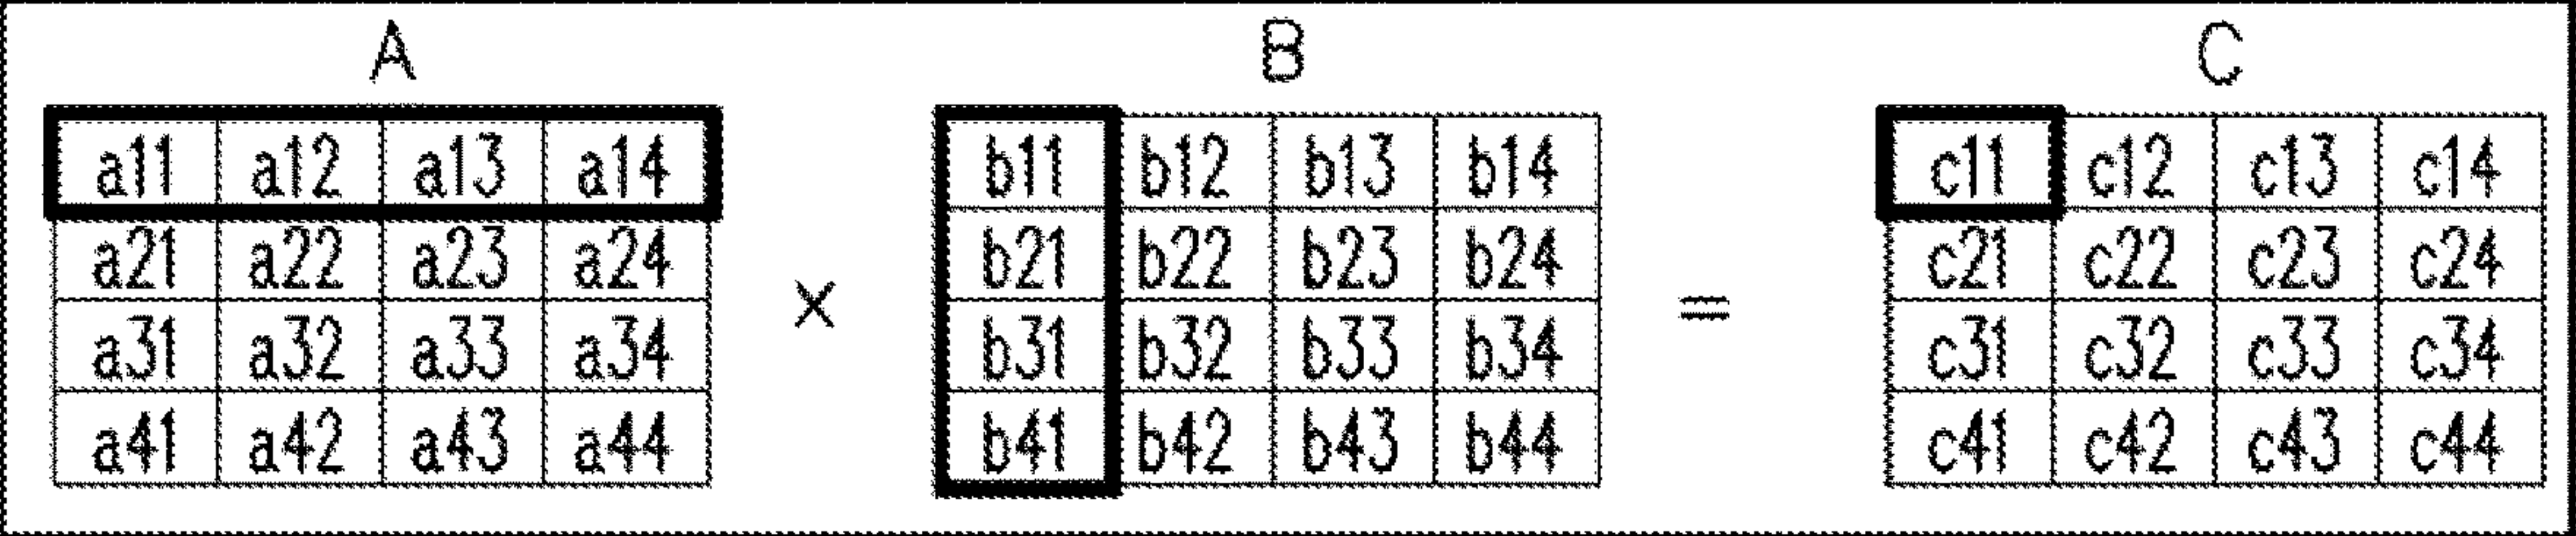 A B C
a11 a12 a13 a14 b11 b12 b13 b14 c11 c12 c13 c14
a21 a22 a23 a24 b21 b22 b23 b24 c21 c22 c23 c24
× =
a31 a32 a33 a34 b31 b32 b33 b34 c31 c32 c33 c34
a41 a42 a43 a44 b41 b42 b43 b44 c41 c42 c43 c44